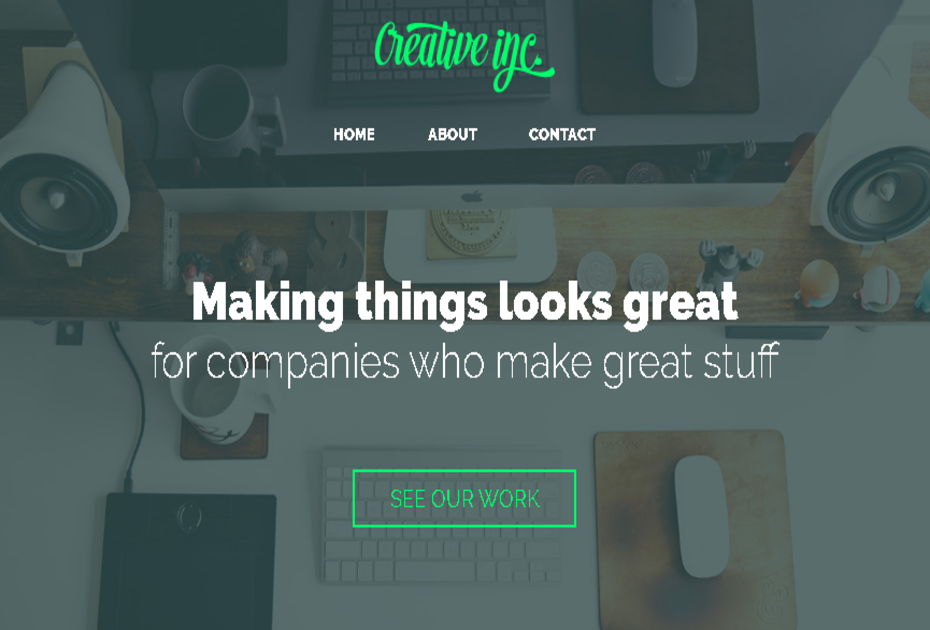 Creative inc.
HOME ABOUT CONTACT
Making things looks great
for companies who make great stuff
SEE OUR WORK